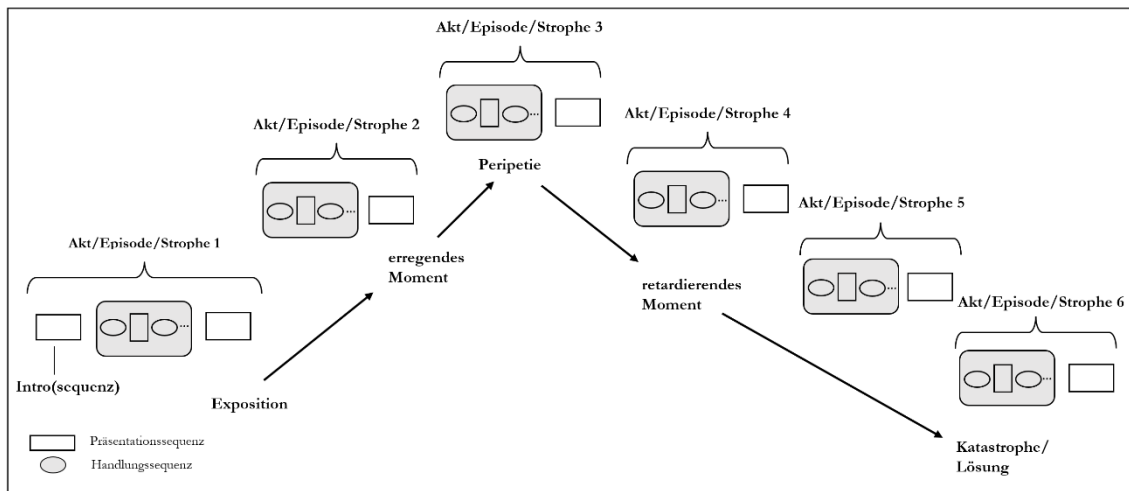 Akt/Episode/Strophe 3
Akt/Episode/Strophe 4
Akt/Episode/Strophe 2
Peripetie
Akt/Episode/Strophe 5
Akt/Episode/Strophe 1
erregendes
Moment
retardierendes
Moment
Akt/Episode/Strophe 6
Intro(sequenz)
Exposition
Präsentationssequenz
Handlungssequenz
Katastrophe/
Lösung